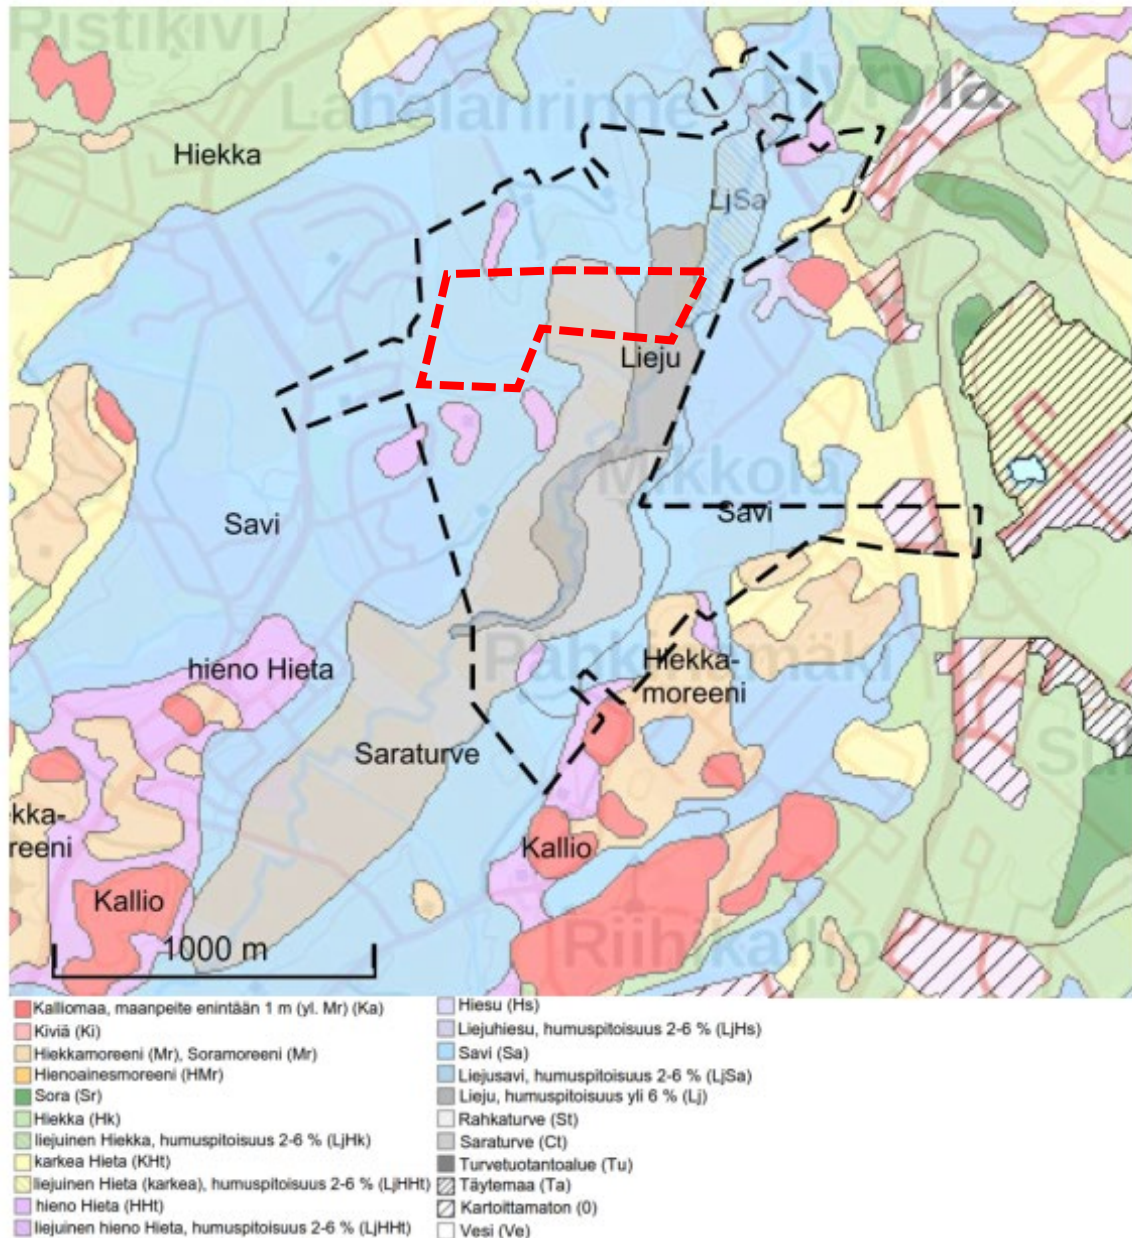 Ristikivi
Lahelanrinne
Hyrylä
Hiekka
LjSa
Lieju
Mikkola
Savi
Savi
hieno Hieta
Pahkinamäki
Hiekka-
moreeni
Saraturve
kka-
reeni
Kallio
Kallio
Riihikallio
1000 m
Kalliomaa, maanpeite enintään 1 m (yl. Mr) (Ka)
Kiviä (Ki)
Hiekkamoreeni (Mr), Soramoreeni (Mr)
Hienoainesmoreeni (HMr)
Sora (Sr)
Hiekka (Hk)
liejuinen Hiekka, humuspitoisuus 2-6 % (LjHk)
karkea Hieta (KHt)
liejuinen Hieta (karkea), humuspitoisuus 2-6 % (LjHHt)
hieno Hieta (HHt)
liejuinen hieno Hieta, humuspitoisuus 2-6 % (LjHHt)
Hiesu (Hs)
Liejuhiesu, humuspitoisuus 2-6 % (LjHs)
Savi (Sa)
Liejusavi, humuspitoisuus 2-6 % (LjSa)
Lieju, humuspitoisuus yli 6 % (Lj)
Rahkaturve (St)
Saraturve (Ct)
Turvetuotantoalue (Tu)
Täytemaa (Ta)
Kartoittamaton (0)
Vesi (Ve)